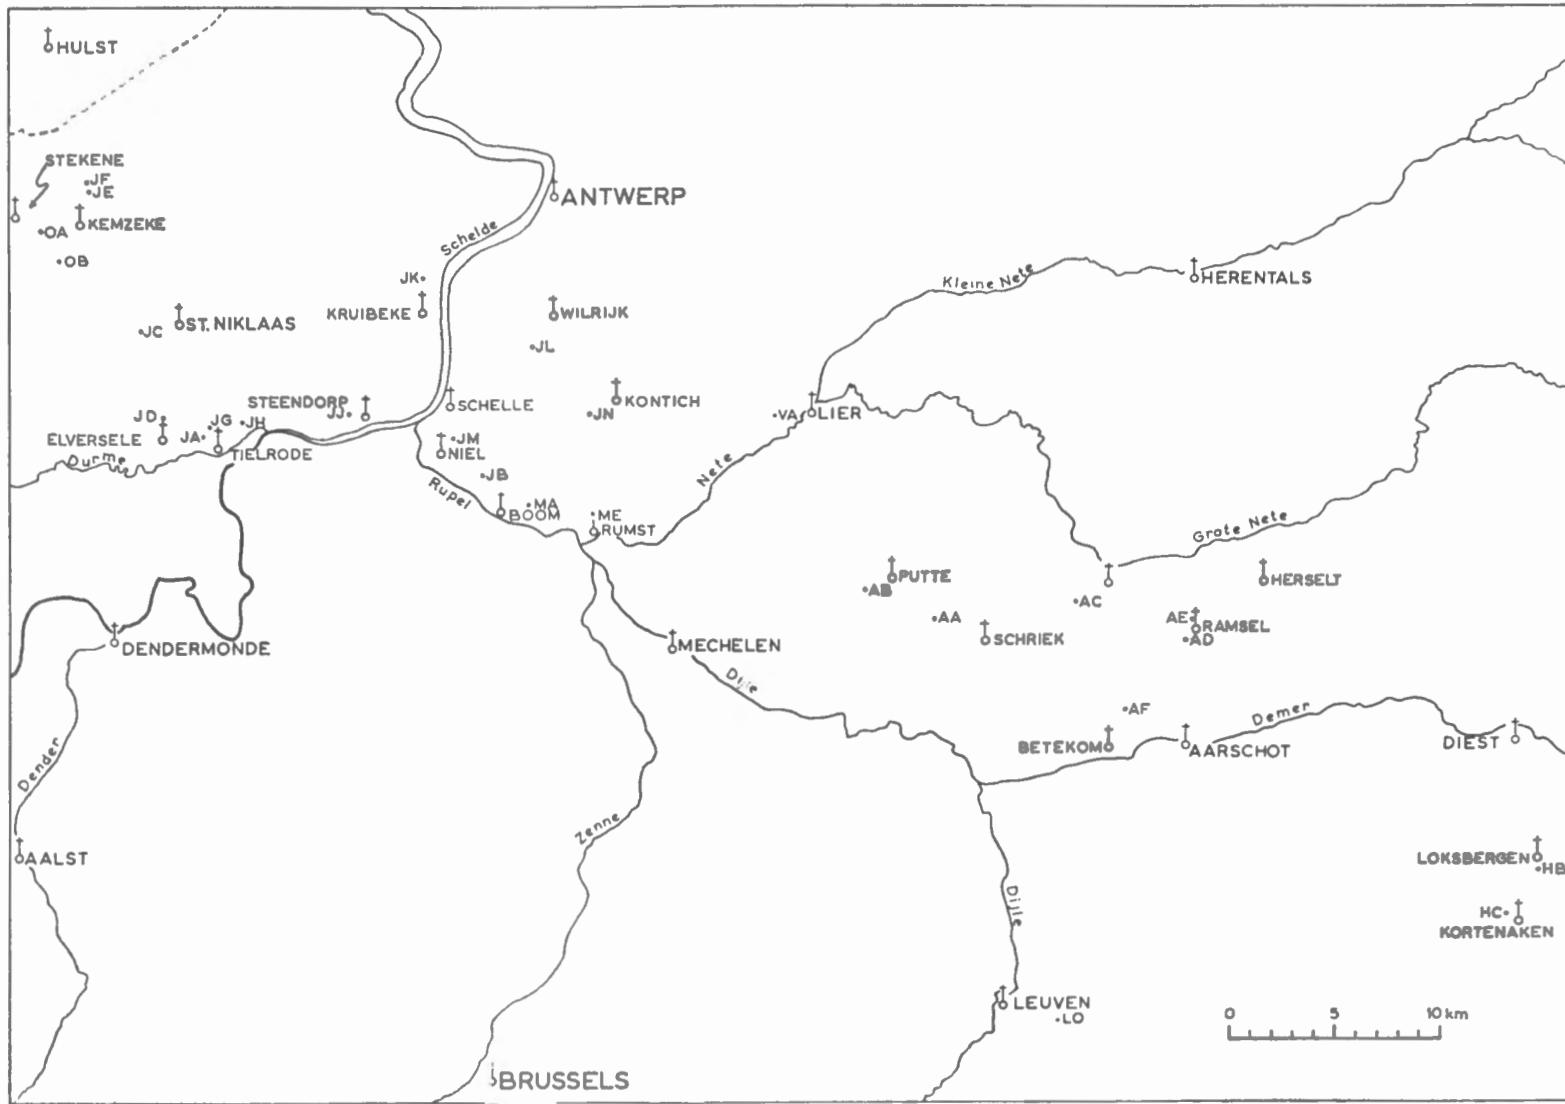 HULST
STEKENE
JF
JE
KEMZEKE
OA
OB
ANTWERP
Schelde
JK
KRUIBEKE
WILRIJK
JL
JC
ST. NIKLAAS
Kleine Nete
HERENTALS
STEENDORP
JJ
SCHELLE
KONTICH
JN
VA
LIER
JD
JG
JH
ELVERSELE
JA
TIELRODE
Durme
JM
NIEL
JB
Rupel
MA
BOOM
ME
RUMST
Nete
Grote Nete
PUTTE
AB
AC
HERSELT
AA
SCHRIEK
AE
RAMSEL
AD
DENDERMONDE
MECHELEN
Dijle
AF
Demer
BETEKOM
AARSCHOT
DIEST
Dender
Zenne
AALST
LOKSBERGEN
HB
Dijle
HC
KORTENAKEN
LEUVEN
LO
0 5 10 km
BRUSSELS